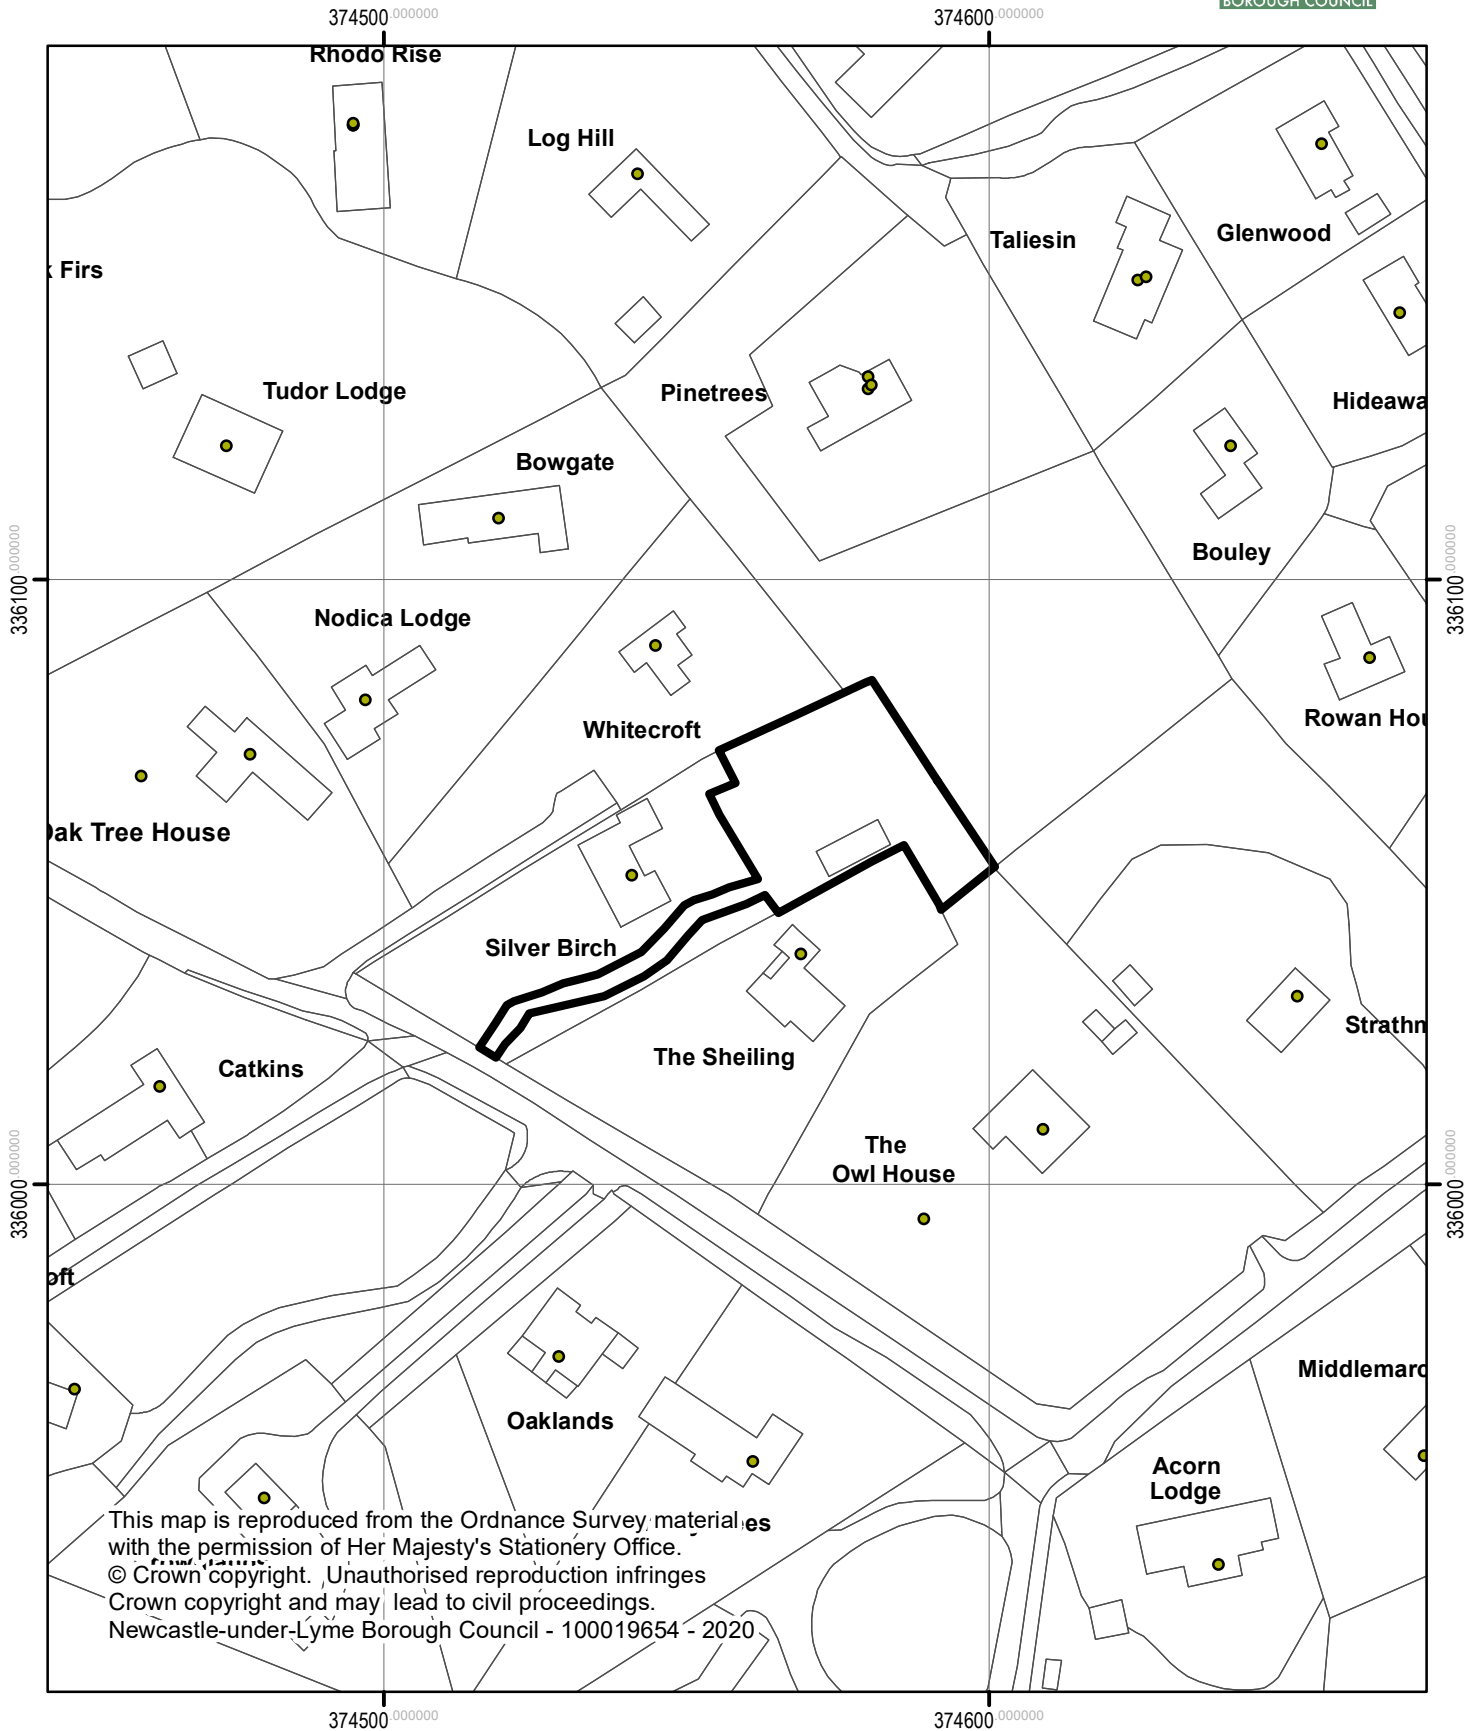 BOROUGH COUNCIL
374500.000000
374600.000000
Rhodo Rise
Log Hill
Taliesin
Glenwood
Firs
Tudor Lodge
Pinetrees
Hideawa
Bowgate
Bouley
336100.000000
336100.000000
Nodica Lodge
Whitecroft
Rowan Hou
Oak Tree House
Silver Birch
Strathm
The Sheiling
Catkins
The
Owl House
336000.000000
336000.000000
oft
Middlemarc
Oaklands
Acorn
Lodge
This map is reproduced from the Ordnance Survey material
with the permission of Her Majesty's Stationery Office.
© Crown copyright. Unauthorised reproduction infringes
Crown copyright and may lead to civil proceedings.
Newcastle-under-Lyme Borough Council - 100019654 - 2020
374500.000000
374600.000000